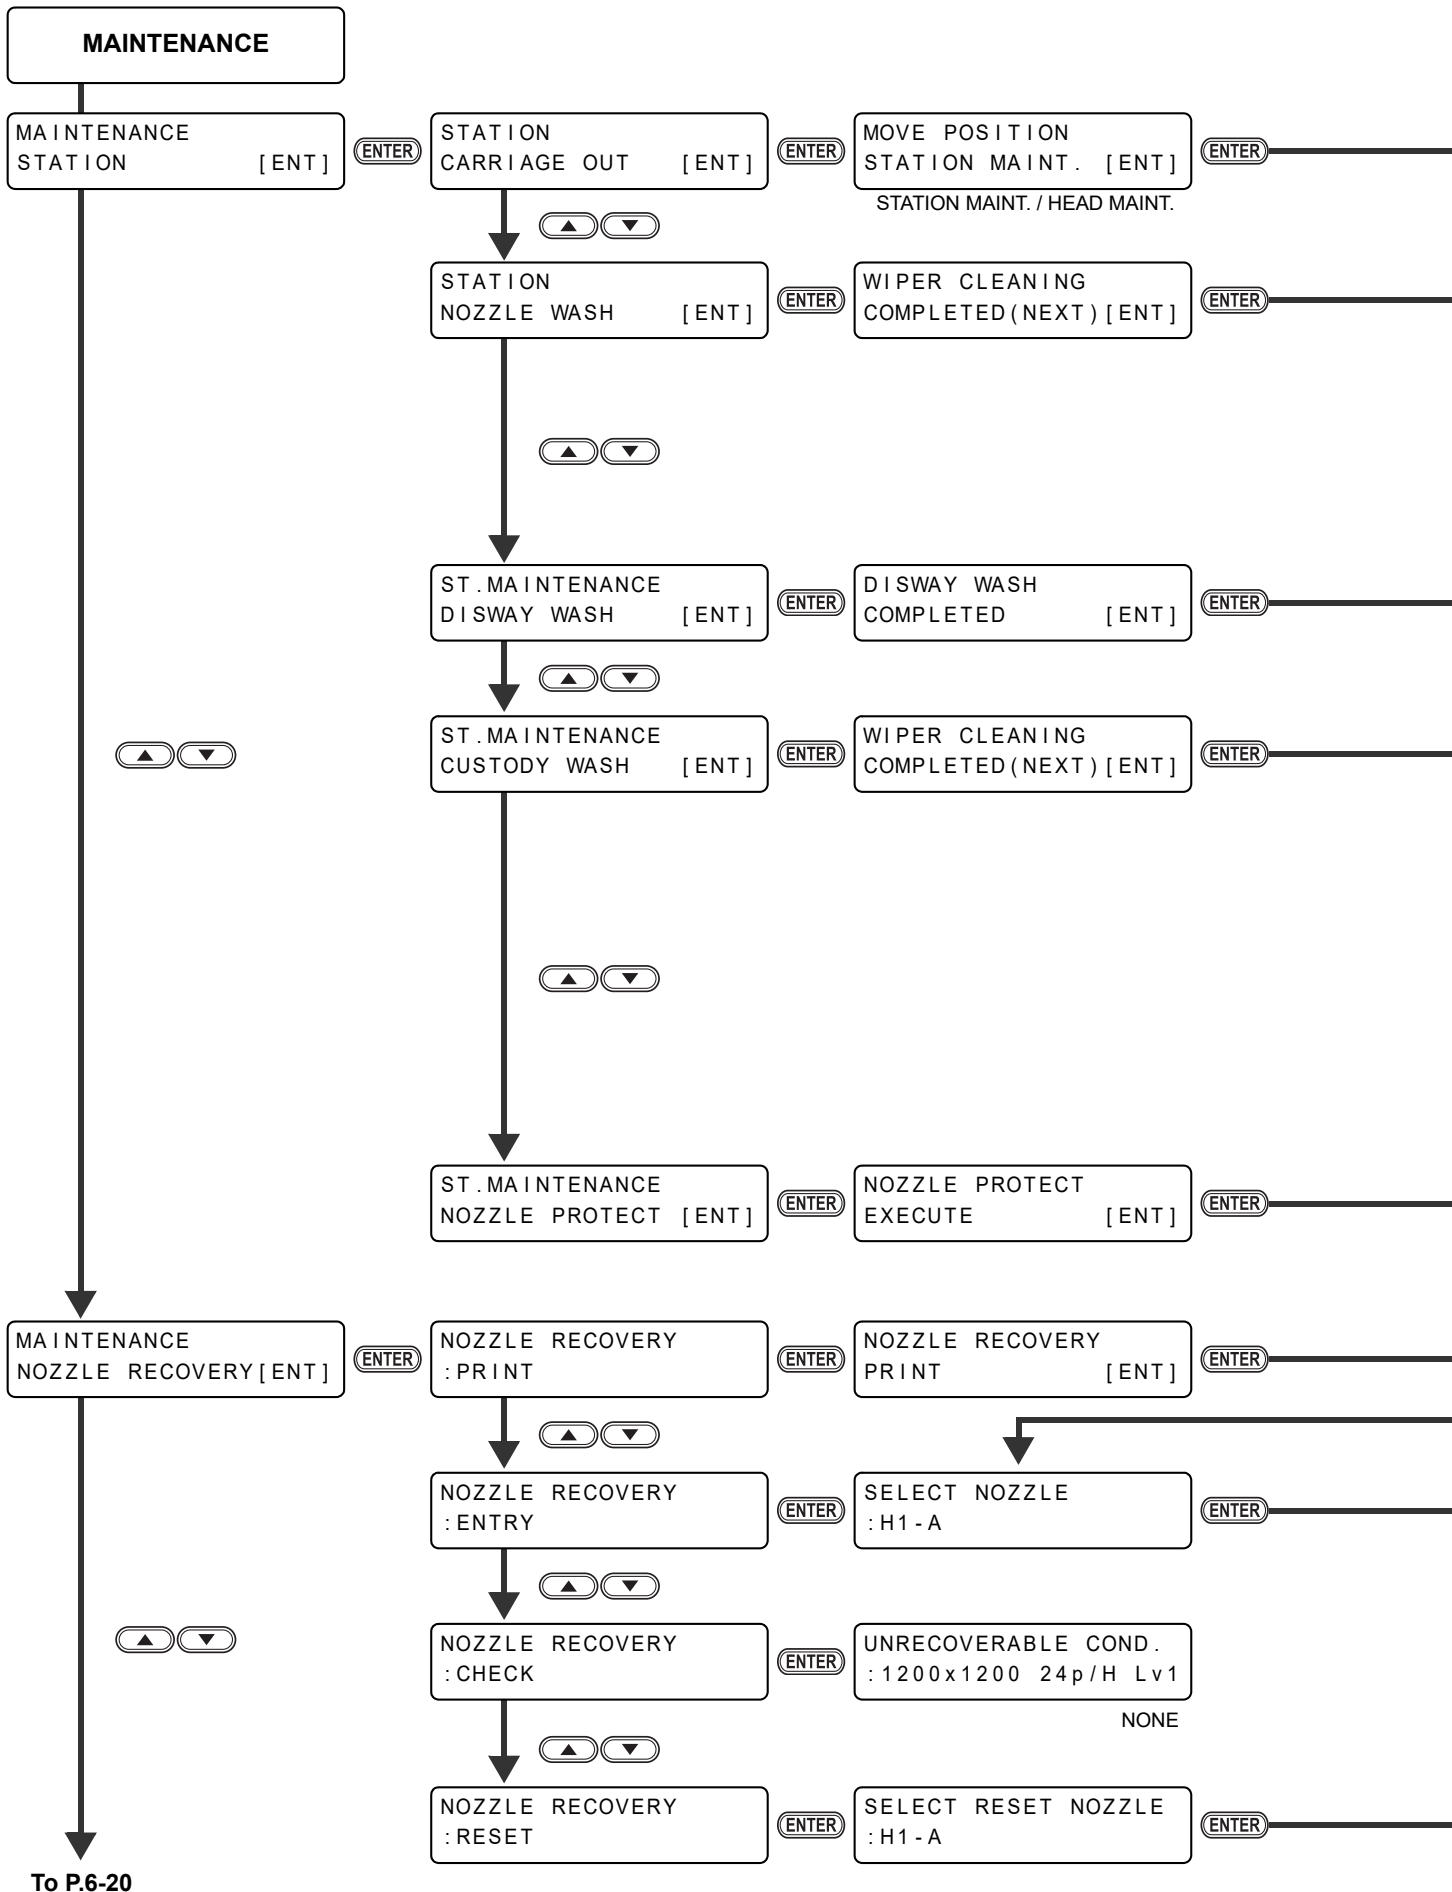 MAINTENANCE
MAINTENANCE
STATION [ENT]
ENTER
STATION
CARRIAGE OUT [ENT]
ENTER
MOVE POSITION
STATION MAINT. [ENT]
ENTER
STATION MAINT. / HEAD MAINT.
STATION
NOZZLE WASH [ENT]
ENTER
WIPER CLEANING
COMPLETED(NEXT)[ENT]
ENTER
ST.MAINTENANCE
DISWAY WASH [ENT]
ENTER
DISWAY WASH
COMPLETED [ENT]
ENTER
ST.MAINTENANCE
CUSTODY WASH [ENT]
ENTER
WIPER CLEANING
COMPLETED(NEXT)[ENT]
ENTER
ST.MAINTENANCE
NOZZLE PROTECT [ENT]
ENTER
NOZZLE PROTECT
EXECUTE [ENT]
ENTER
MAINTENANCE
NOZZLE RECOVERY[ENT]
ENTER
NOZZLE RECOVERY
:PRINT
ENTER
NOZZLE RECOVERY
PRINT [ENT]
ENTER
NOZZLE RECOVERY
:ENTRY
ENTER
SELECT NOZZLE
:H1-A
ENTER
NOZZLE RECOVERY
:CHECK
ENTER
UNRECOVERABLE COND.
:1200x1200 24p/H Lv1
NONE
NOZZLE RECOVERY
:RESET
ENTER
SELECT RESET NOZZLE
:H1-A
ENTER
To P.6-20